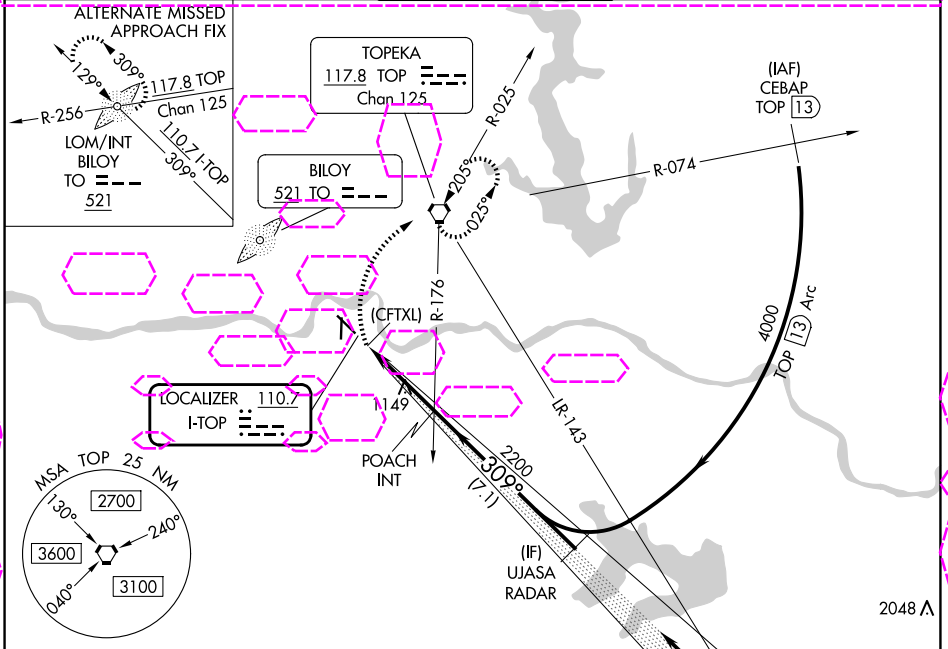 ALTERNATE MISSED
APPROACH FIX
309°
129°
117.8 TOP
Chan 125
R-256
110.7 I-TOP
309°
LOM/INT
BILOY
TO
521
TOPEKA
117.8 TOP
Chan 125
BILOY
521 TO
R-025
205°
025°
(IAF)
CEBAP
TOP 13
R-074
R-176
(CFTXL)
4000
TOP 13 Arc
LOCALIZER 110.7
I-TOP
1149
LR-143
POACH
INT
2200
309°
(7.1)
(IF)
UJASA
RADAR
MSA TOP 25 NM
130°
2700
240°
3600
3100
040°
2048